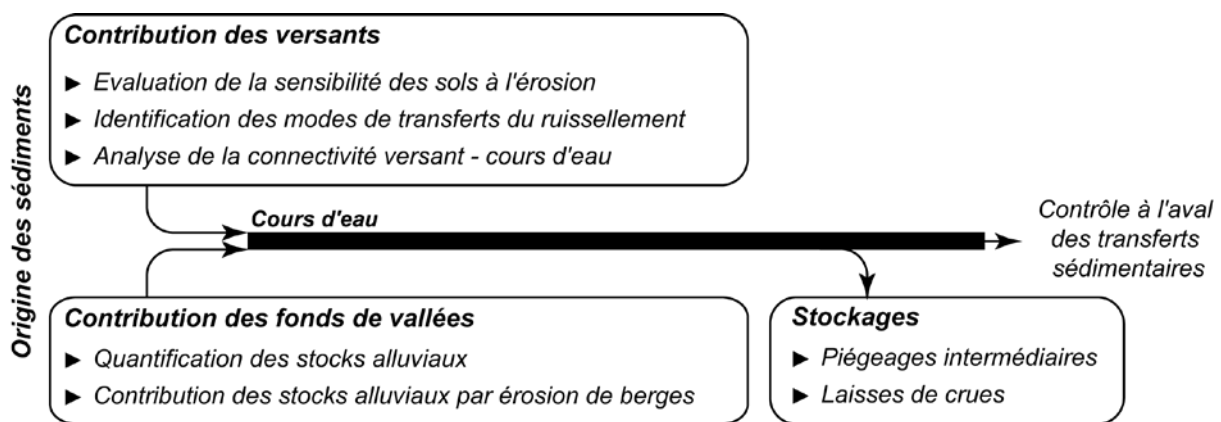 Origine des sédiments
Contribution des versants
► Evaluation de la sensibilité des sols à l'érosion
► Identification des modes de transferts du ruissellement
► Analyse de la connectivité versant - cours d'eau
Cours d'eau
Contrôle à l'aval
des transferts
sédimentaires
Contribution des fonds de vallées
► Quantification des stocks alluviaux
► Contribution des stocks alluviaux par érosion de berges
Stockages
► Piégeages intermédiaires
► Laisses de crues